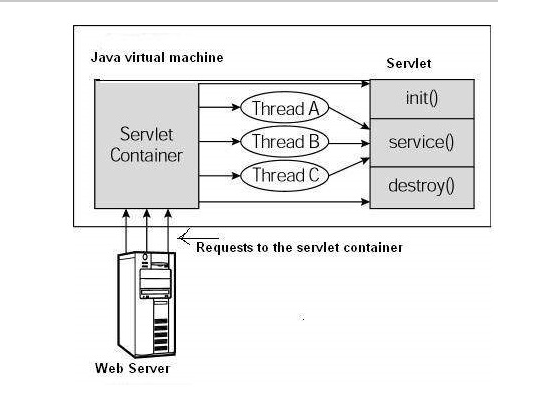 Java virtual machine
Servlet
init()
Thread A
Servlet
Container
Thread B
service()
Thread C
destroy()
Requests to the servlet container
Web Server